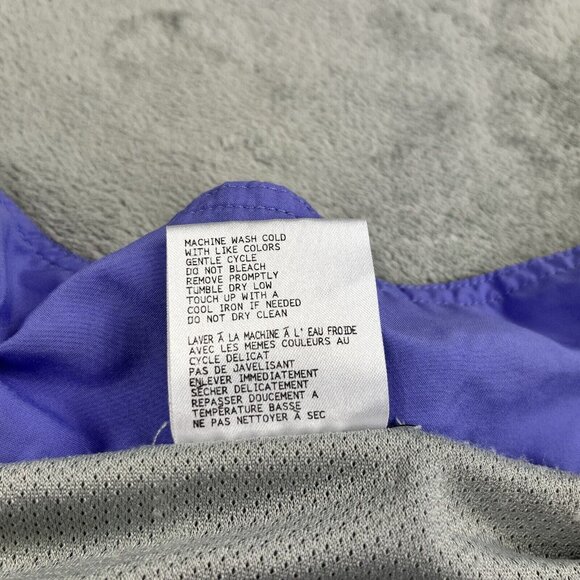 MACHINE WASH COLD
WITH LIKE COLORS
GENTLE CYCLE
DO NOT BLEACH
REMOVE PROMPTLY
TUMBLE DRY LOW
TOUCH UP WITH A
COOL IRON IF NEEDED
DO NOT DRY CLEAN
LAVER Á LA MACHINE Á L' EAU FROIDE
AVEC LES MEMES COULEURS AU
CYCLE DELICAT
PAS DE JAVELISANT
ENLEVER IMMEDIATEMENT
SÉCHER DELICATEMENT
REPASSER DOUCEMENT A
TEMPÉRATURE BASSE
NE PAS NETTOYER Á SEC